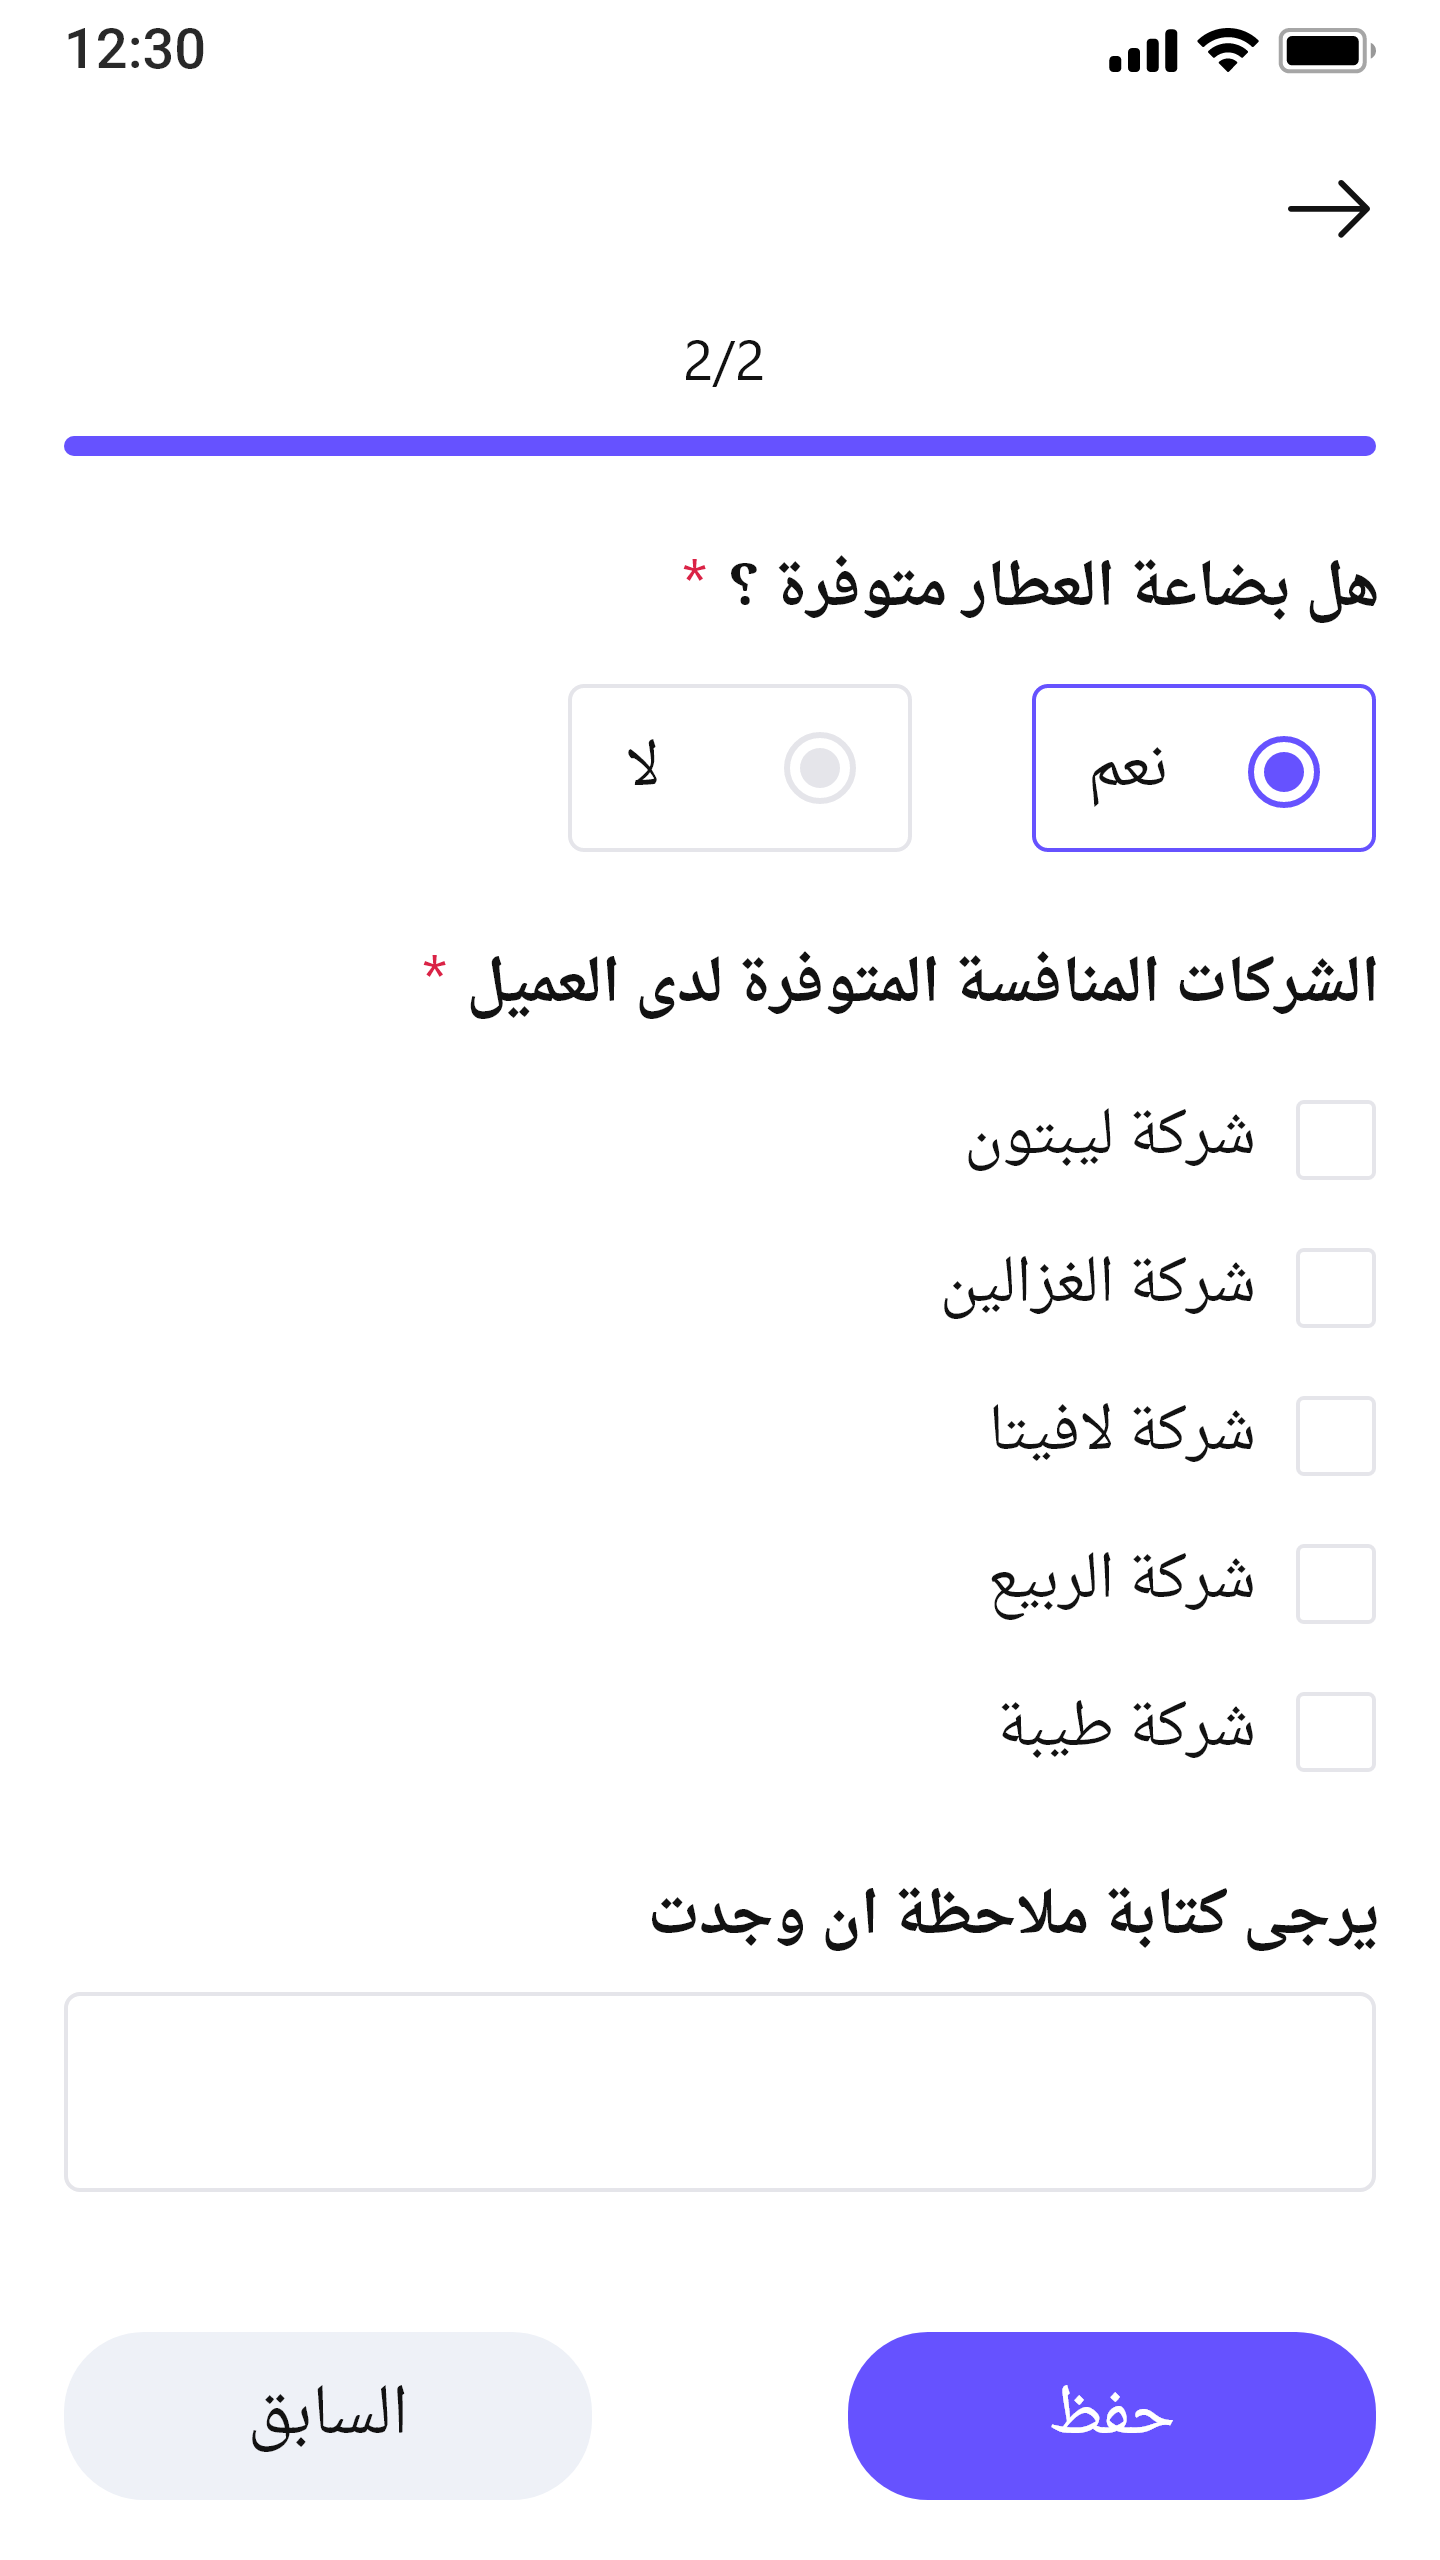 12:30
2/2
هل بضاعة العطار متوفرة ؟ *
نعم
لا
الشركات المنافسة المتوفرة لدى العميل *
شركة ليبتون
شركة الغزالين
شركة لافيتا
شركة الربيع
شركة طيبة
يرجى كتابة ملاحظة ان وجدت
حفظ
السابق